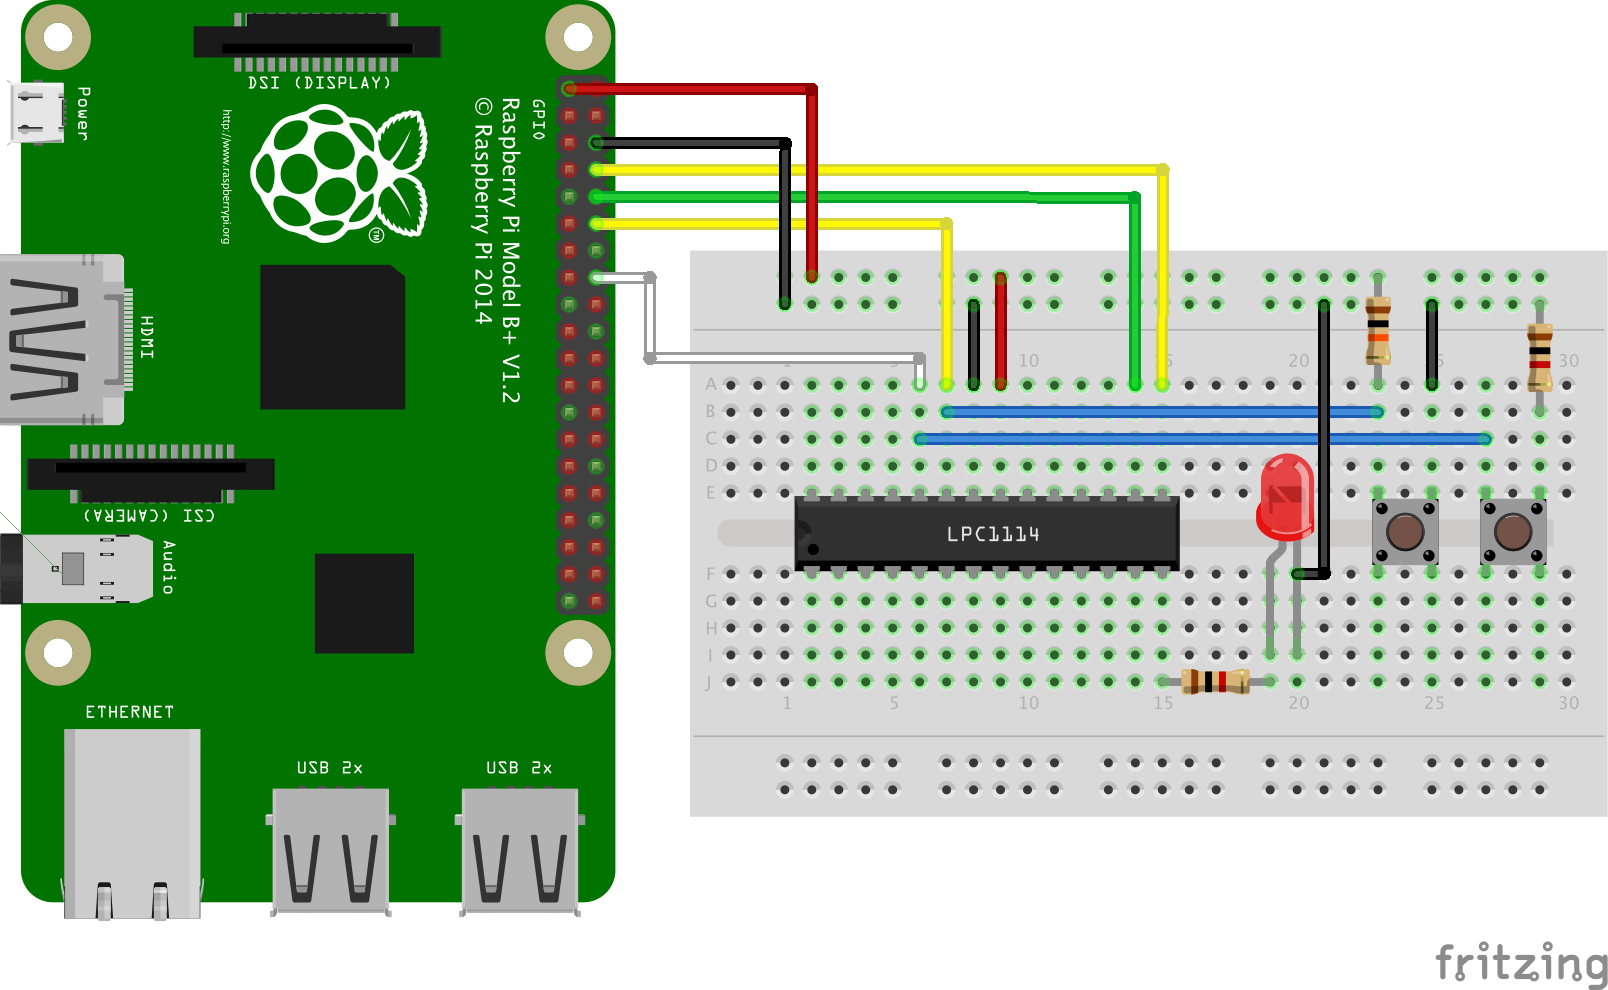 DSI (DISPLAY)
Power
http://www.raspberrypi.org
TM
GPIO
Raspberry Pi Model B+ V1.2
© Raspberry Pi 2014
HDMI
CSI (CAMERA)
Audio
ETHERNET
USB 2x
USB 2x
1 10 15 20 25 30
A
B
C
D
E
LPC1114
F
G
H
I
J
1 5 10 15 20 25 30
fritzing